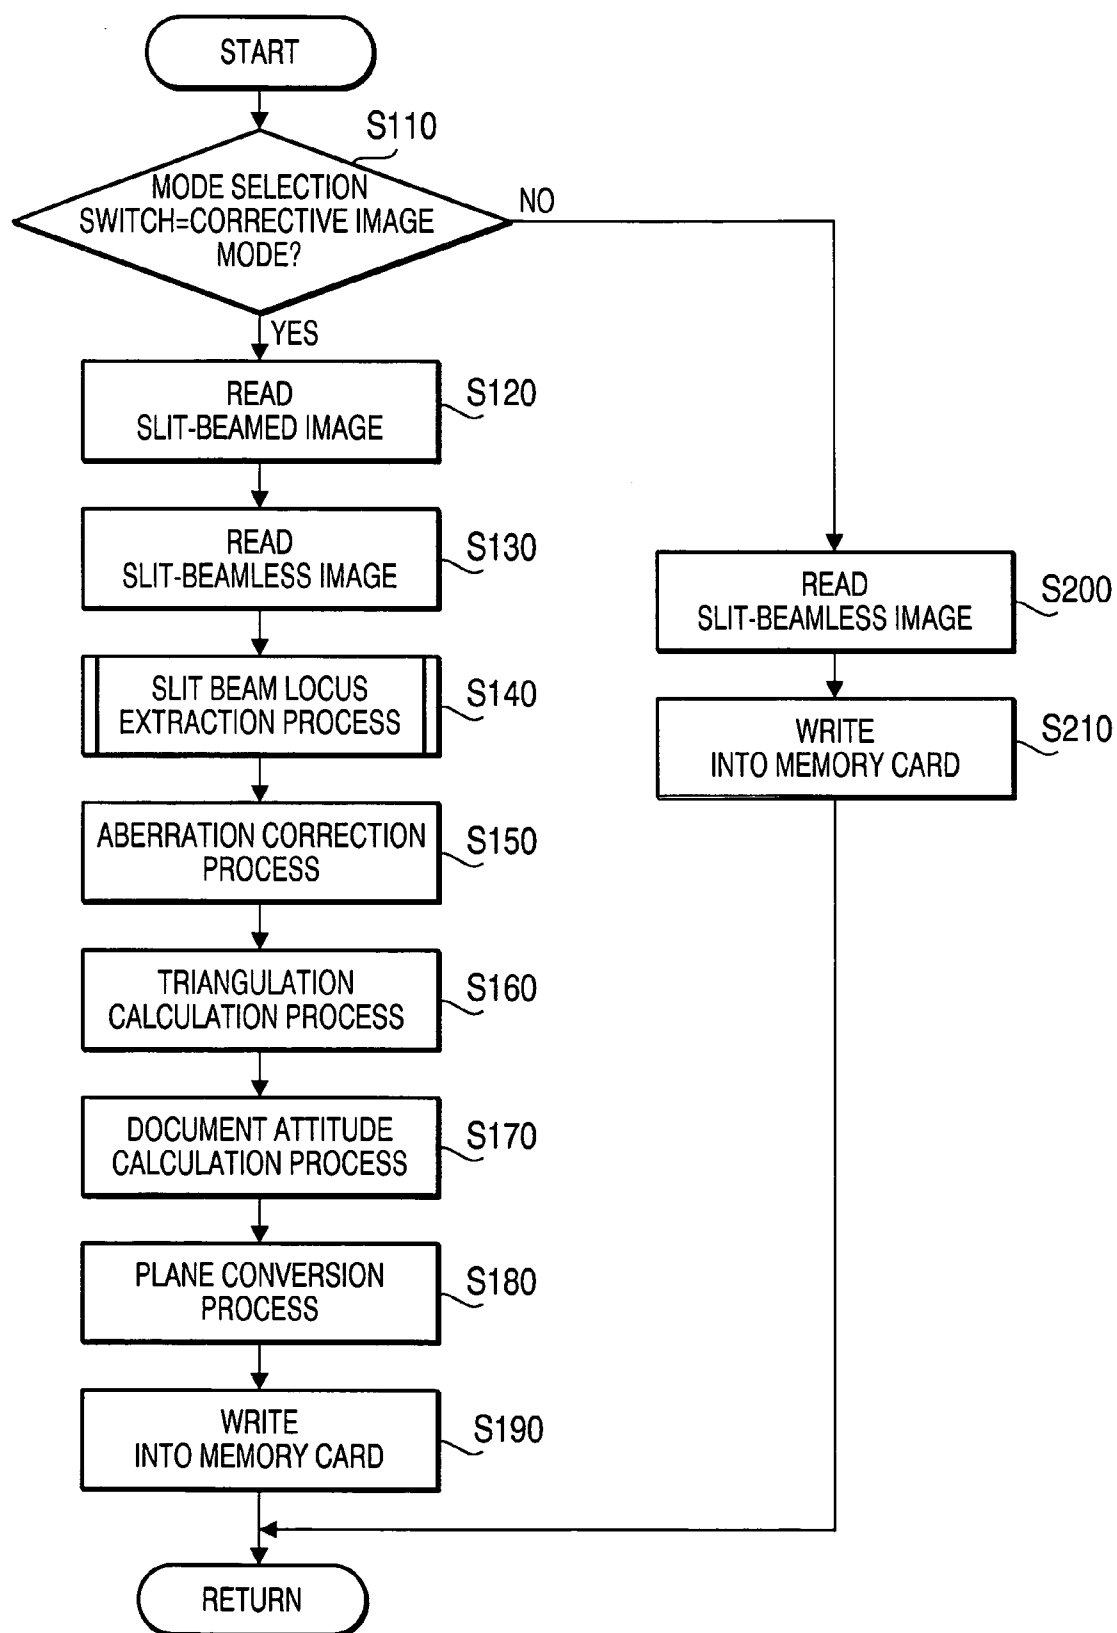 START
S110
MODE SELECTION
SWITCH=CORRECTIVE IMAGE
MODE?
NO
YES
READ
SLIT-BEAMED IMAGE
S120
READ
SLIT-BEAMLESS IMAGE
S130
SLIT BEAM LOCUS
EXTRACTION PROCESS
S140
ABERRATION CORRECTION
PROCESS
S150
TRIANGULATION
CALCULATION PROCESS
S160
DOCUMENT ATTITUDE
CALCULATION PROCESS
S170
PLANE CONVERSION
PROCESS
S180
WRITE
INTO MEMORY CARD
S190
READ
SLIT-BEAMLESS IMAGE
S200
WRITE
INTO MEMORY CARD
S210
RETURN